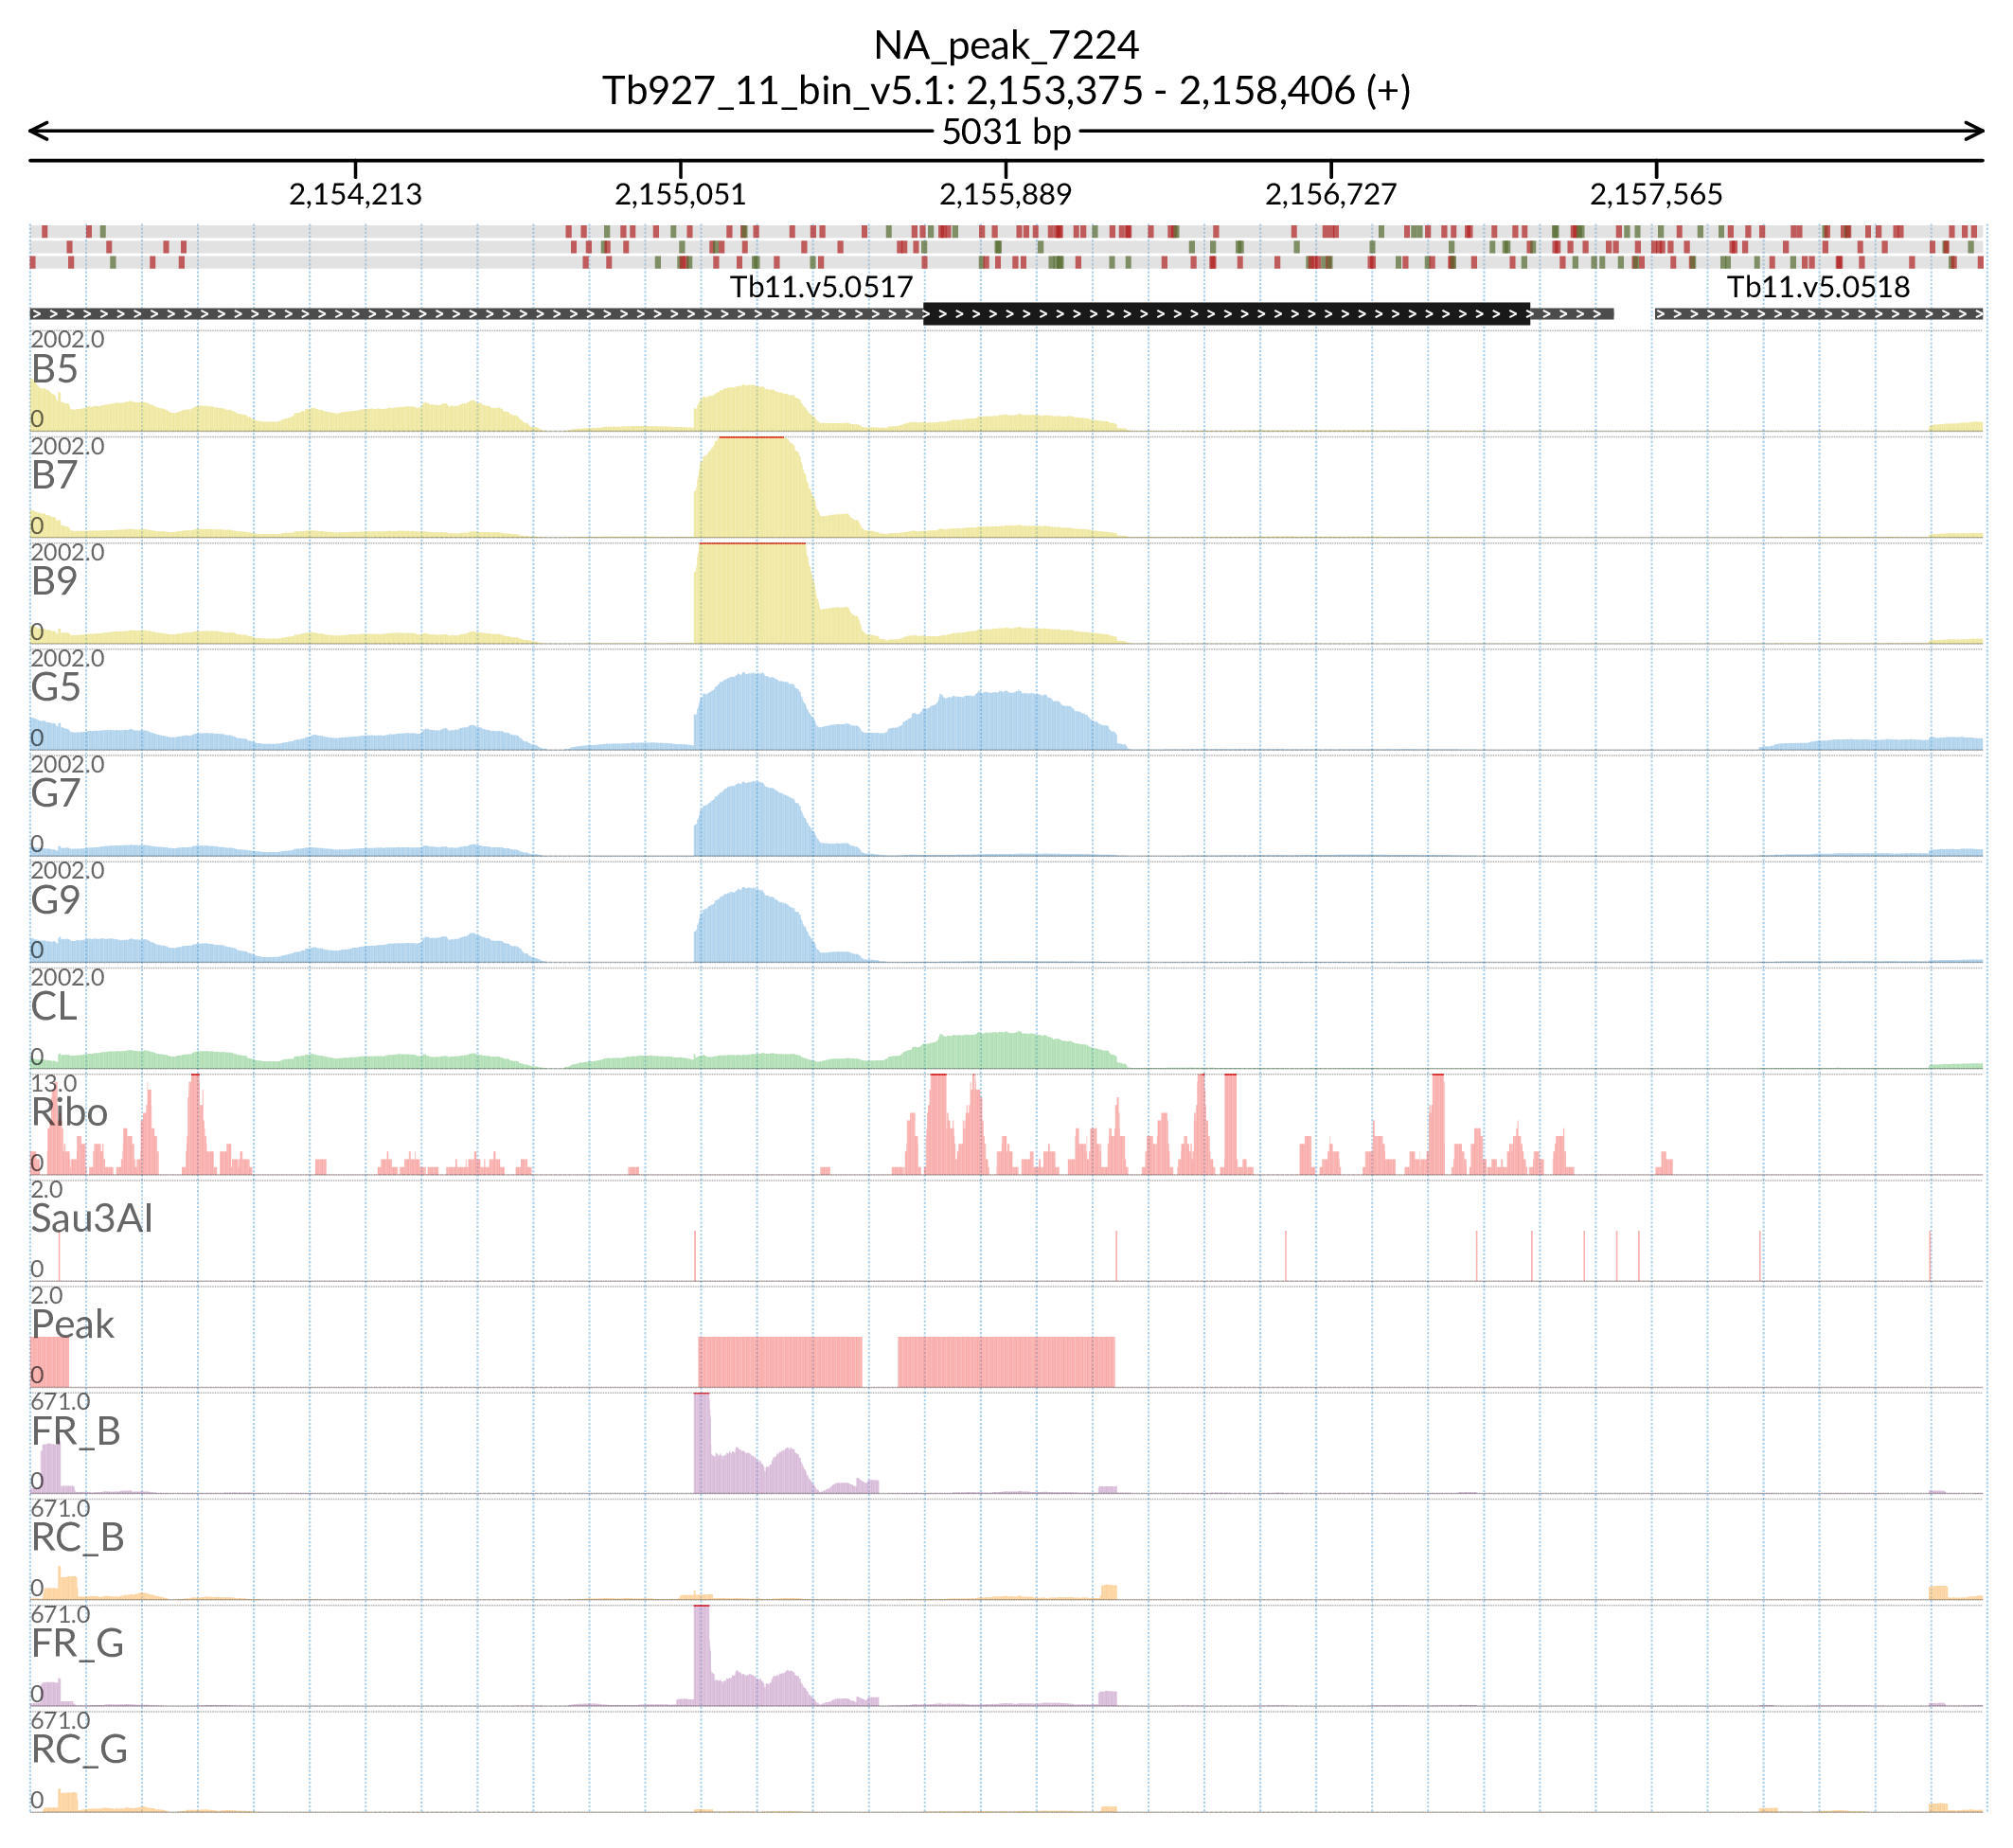 NA_peak_7224
Tb927_11_bin_v5.1: 2,153,375 - 2,158,406 (+)
5031 bp
2,154,213 2,155,051 2,155,889 2,156,727 2,157,565
Tb11.v5.0517 Tb11.v5.0518
2002.0
B5
0
2002.0
B7
0
2002.0
B9
0
2002.0
G5
0
2002.0
G7
0
2002.0
G9
0
2002.0
CL
0
13.0
Ribo
0
2.0
Sau3AI
0
2.0
Peak
0
671.0
FR_B
0
671.0
RC_B
0
671.0
FR_G
0
671.0
RC_G
0